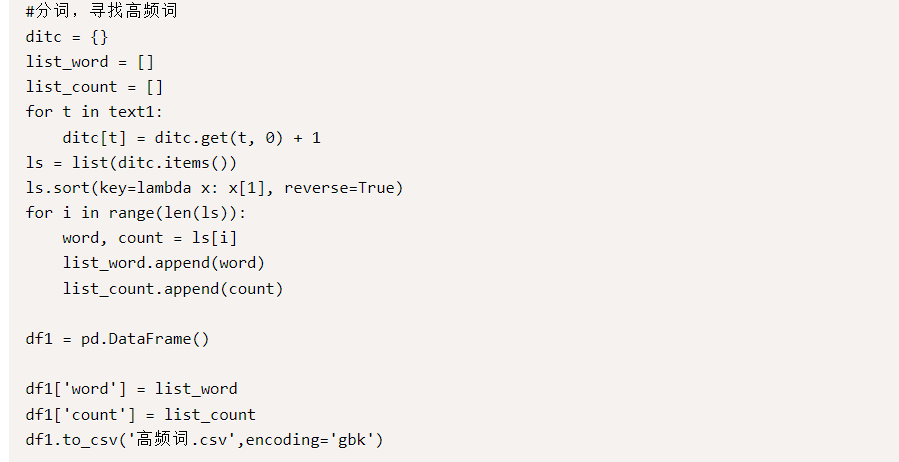 #分词，寻找高频词
ditc = {}
list_word = []
list_count = []
for t in text1:
    ditc[t] = ditc.get(t, 0) + 1
ls = list(ditc.items())
ls.sort(key=lambda x: x[1], reverse=True)
for i in range(len(ls)):
    word, count = ls[i]
    list_word.append(word)
    list_count.append(count)

df1 = pd.DataFrame()

df1['word'] = list_word
df1['count'] = list_count
df1.to_csv('高频词.csv',encoding='gbk')